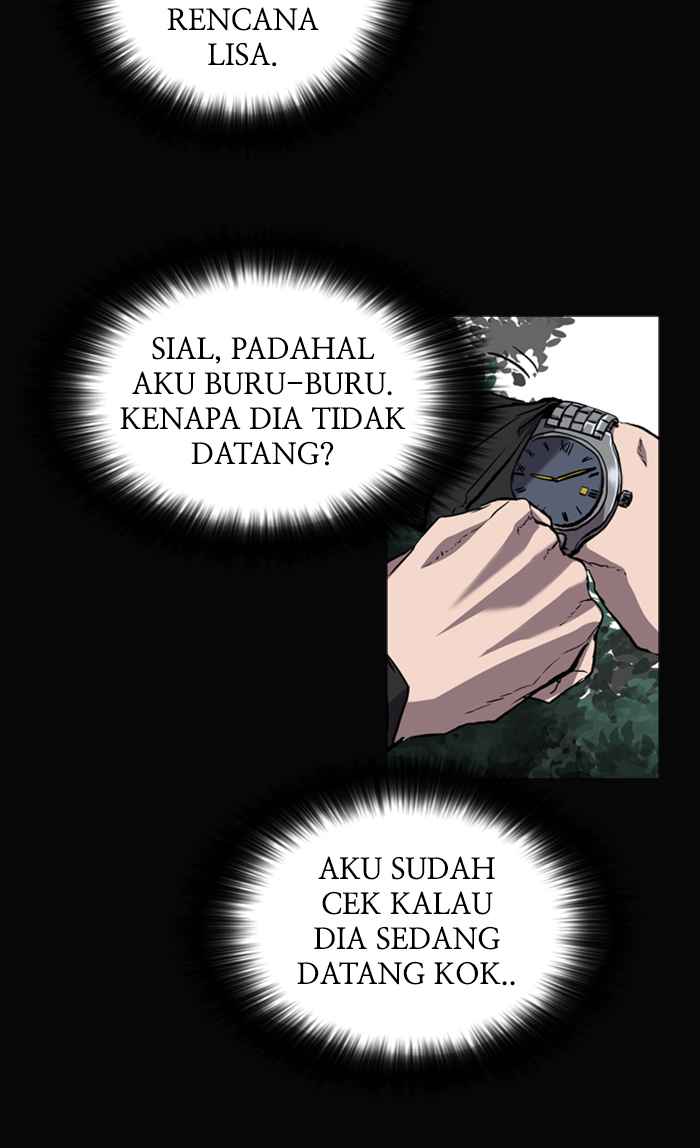 RENCANA
LISA.
SIAL, PADAHAL
AKU BURU-BURU.
KENAPA DIA TIDAK
DATANG?
XII
AKU SUDAH
CEK KALAU
DIA SEDANG
DATANG KOK..